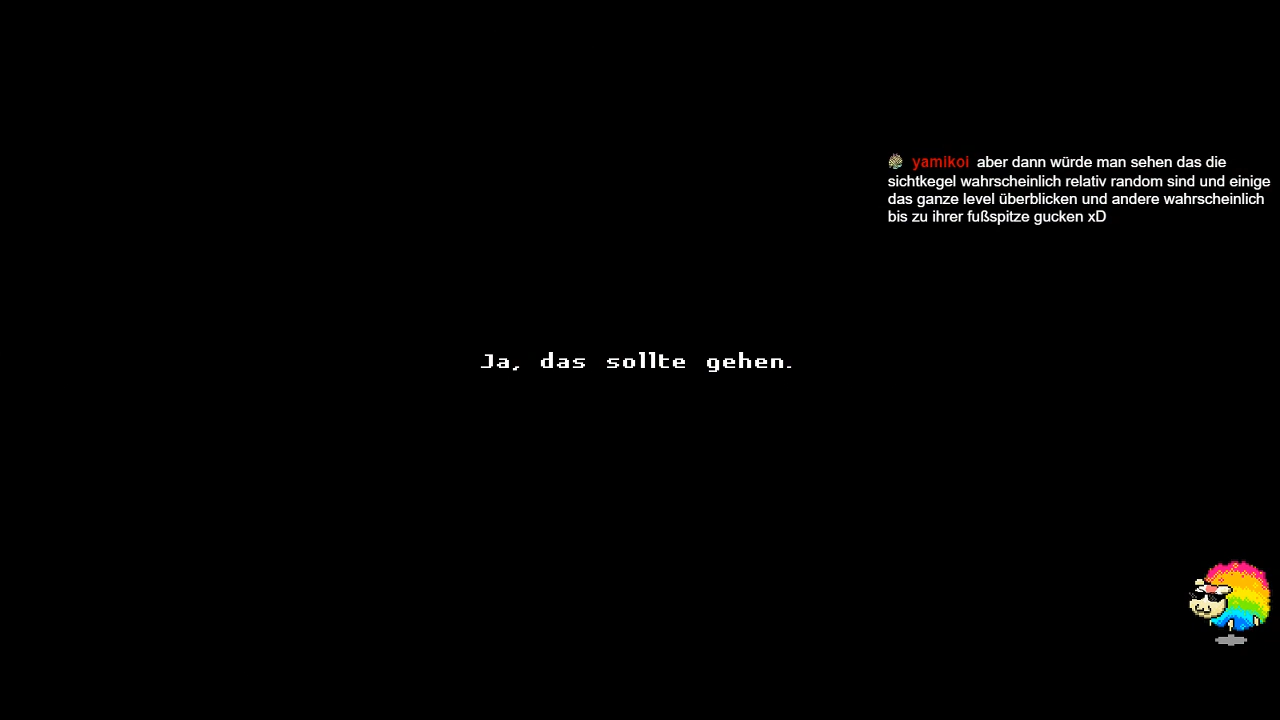 yamikoi aber dann würde man sehen das die
sichtkegel wahrscheinlich relativ random sind und einige
das ganze level überblicken und andere wahrscheinlich
bis zu ihrer fußspitze gucken xD
Ja, das sollte gehen.